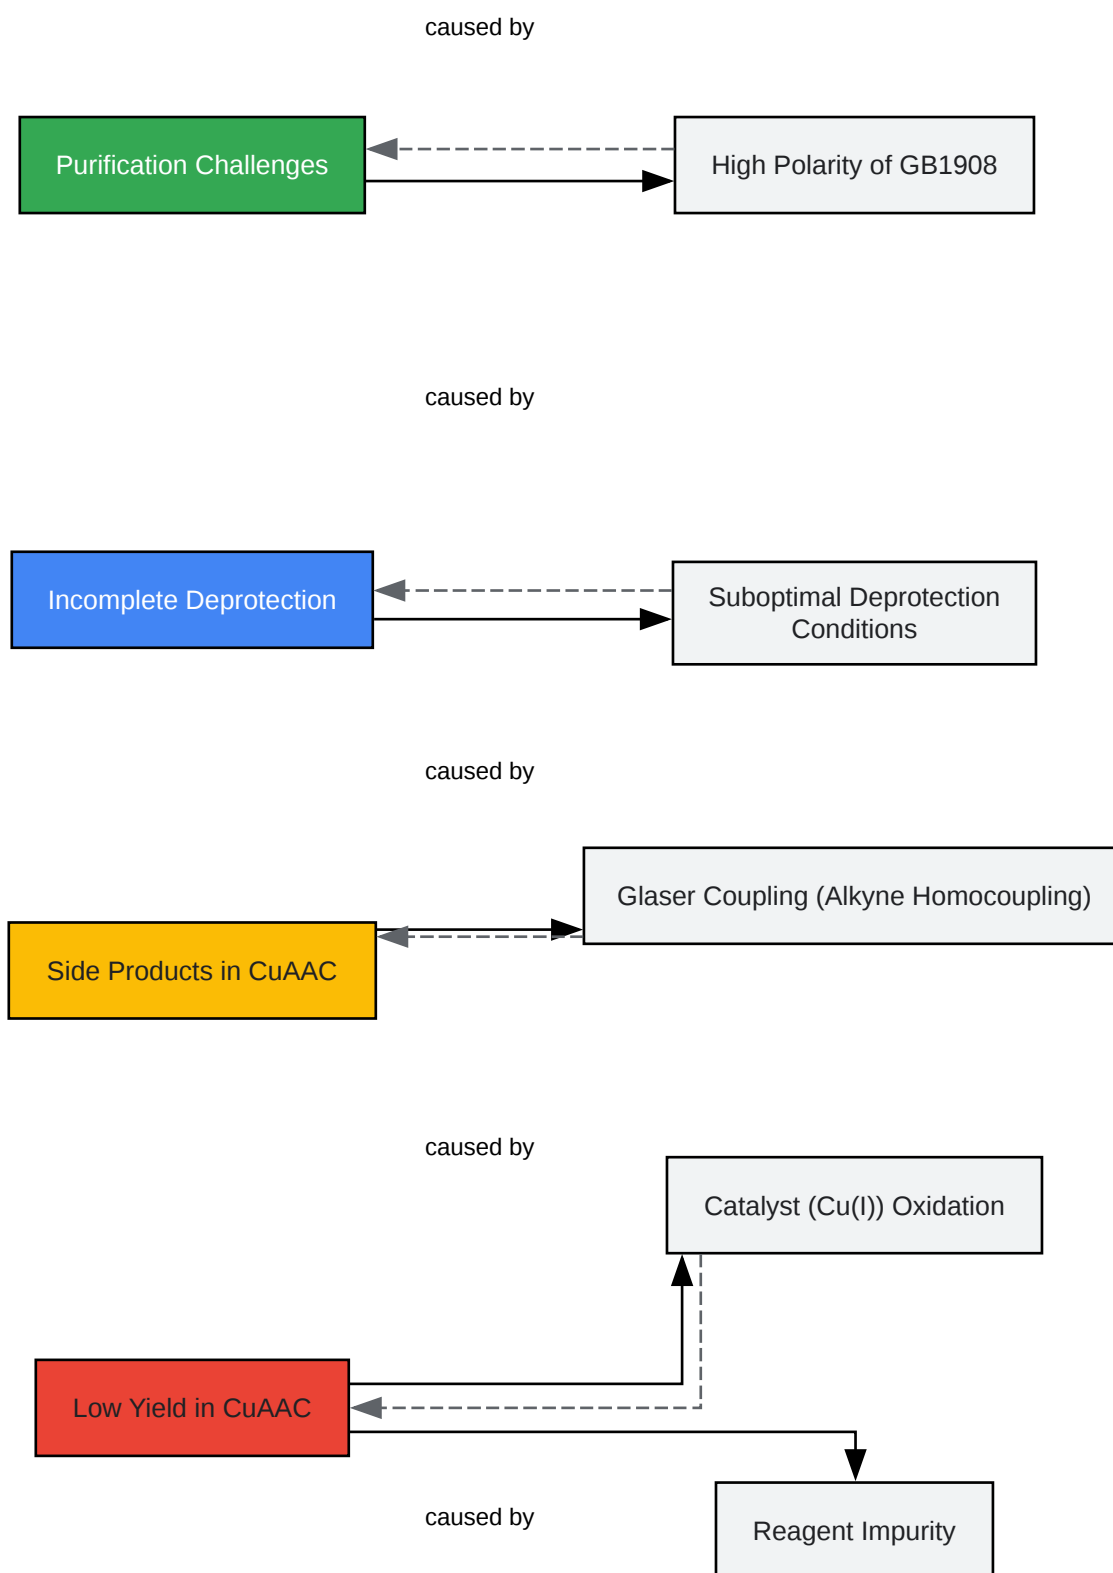 caused by
Purification Challenges
High Polarity of GB1908
caused by
Incomplete Deprotection
Suboptimal Deprotection
Conditions
caused by
Glaser Coupling (Alkyne Homocoupling)
Side Products in CuAAC
caused by
Catalyst (Cu(I)) Oxidation
Low Yield in CuAAC
caused by
Reagent Impurity